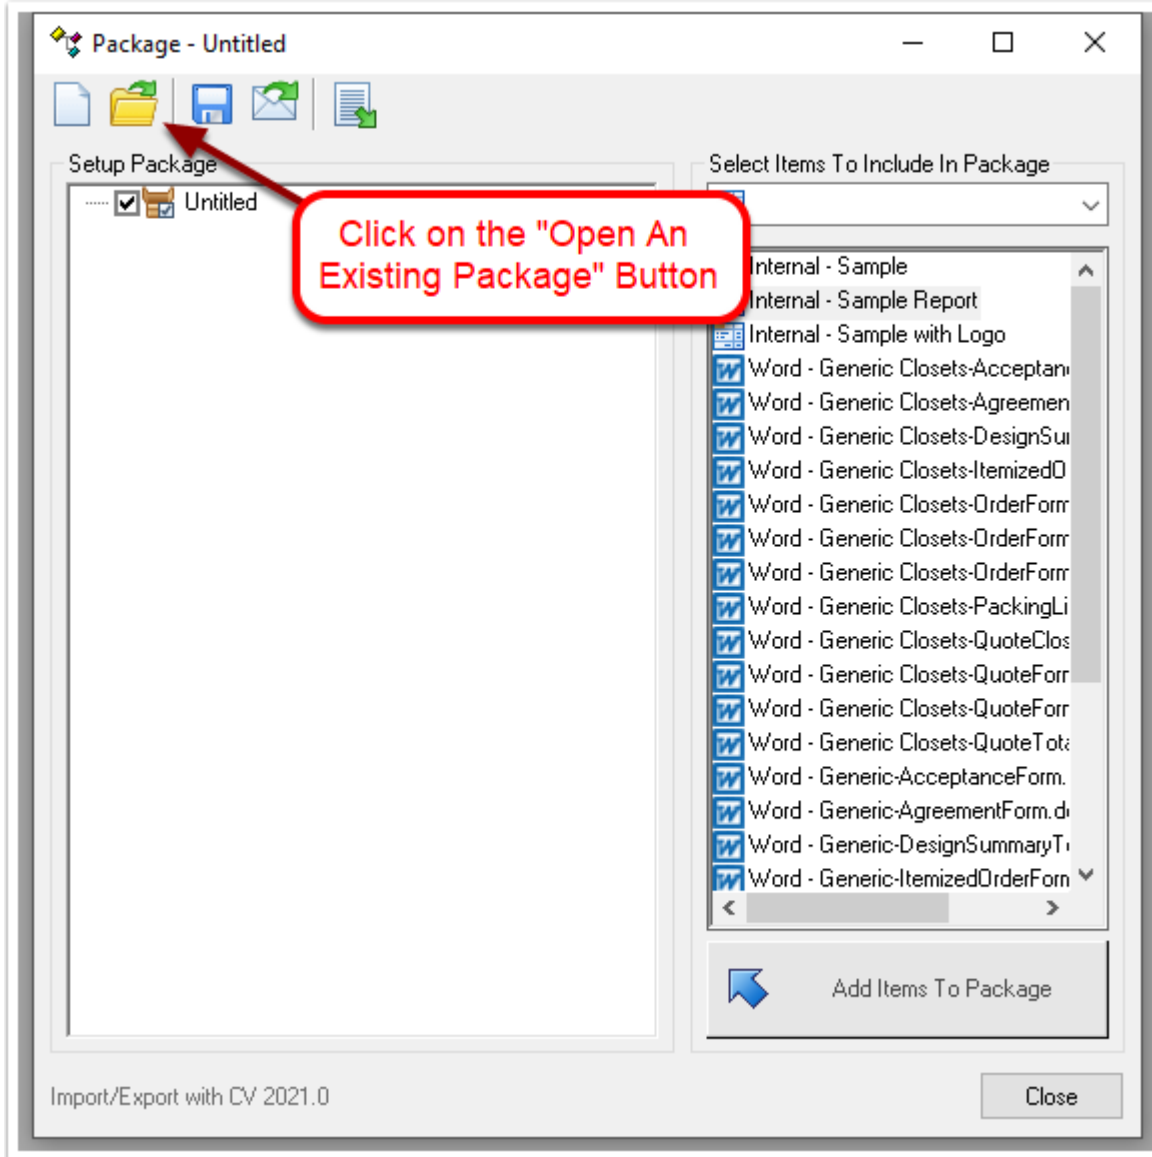 Package - Untitled
Setup Package
Untitled
Click on the "Open An
Existing Package" Button
Select Items To Include In Package
Internal - Sample
Internal - Sample Report
Internal - Sample with Logo
Word - Generic Closets-Acceptan
Word - Generic Closets-Agreemen
Word - Generic Closets-DesignSu
Word - Generic Closets-ItemizedO
Word - Generic Closets-OrderForm
Word - Generic Closets-OrderForm
Word - Generic Closets-OrderForm
Word - Generic Closets-PackingLi
Word - Generic Closets-QuoteClos
Word - Generic Closets-QuoteForm
Word - Generic Closets-QuoteForm
Word - Generic Closets-QuoteTota
Word - Generic-AcceptanceForm.
Word - Generic-AgreementForm.d
Word - Generic-DesignSummaryT
Word - Generic-ItemizedOrderForm
Add Items To Package
Import/Export with CV 2021.0
Close